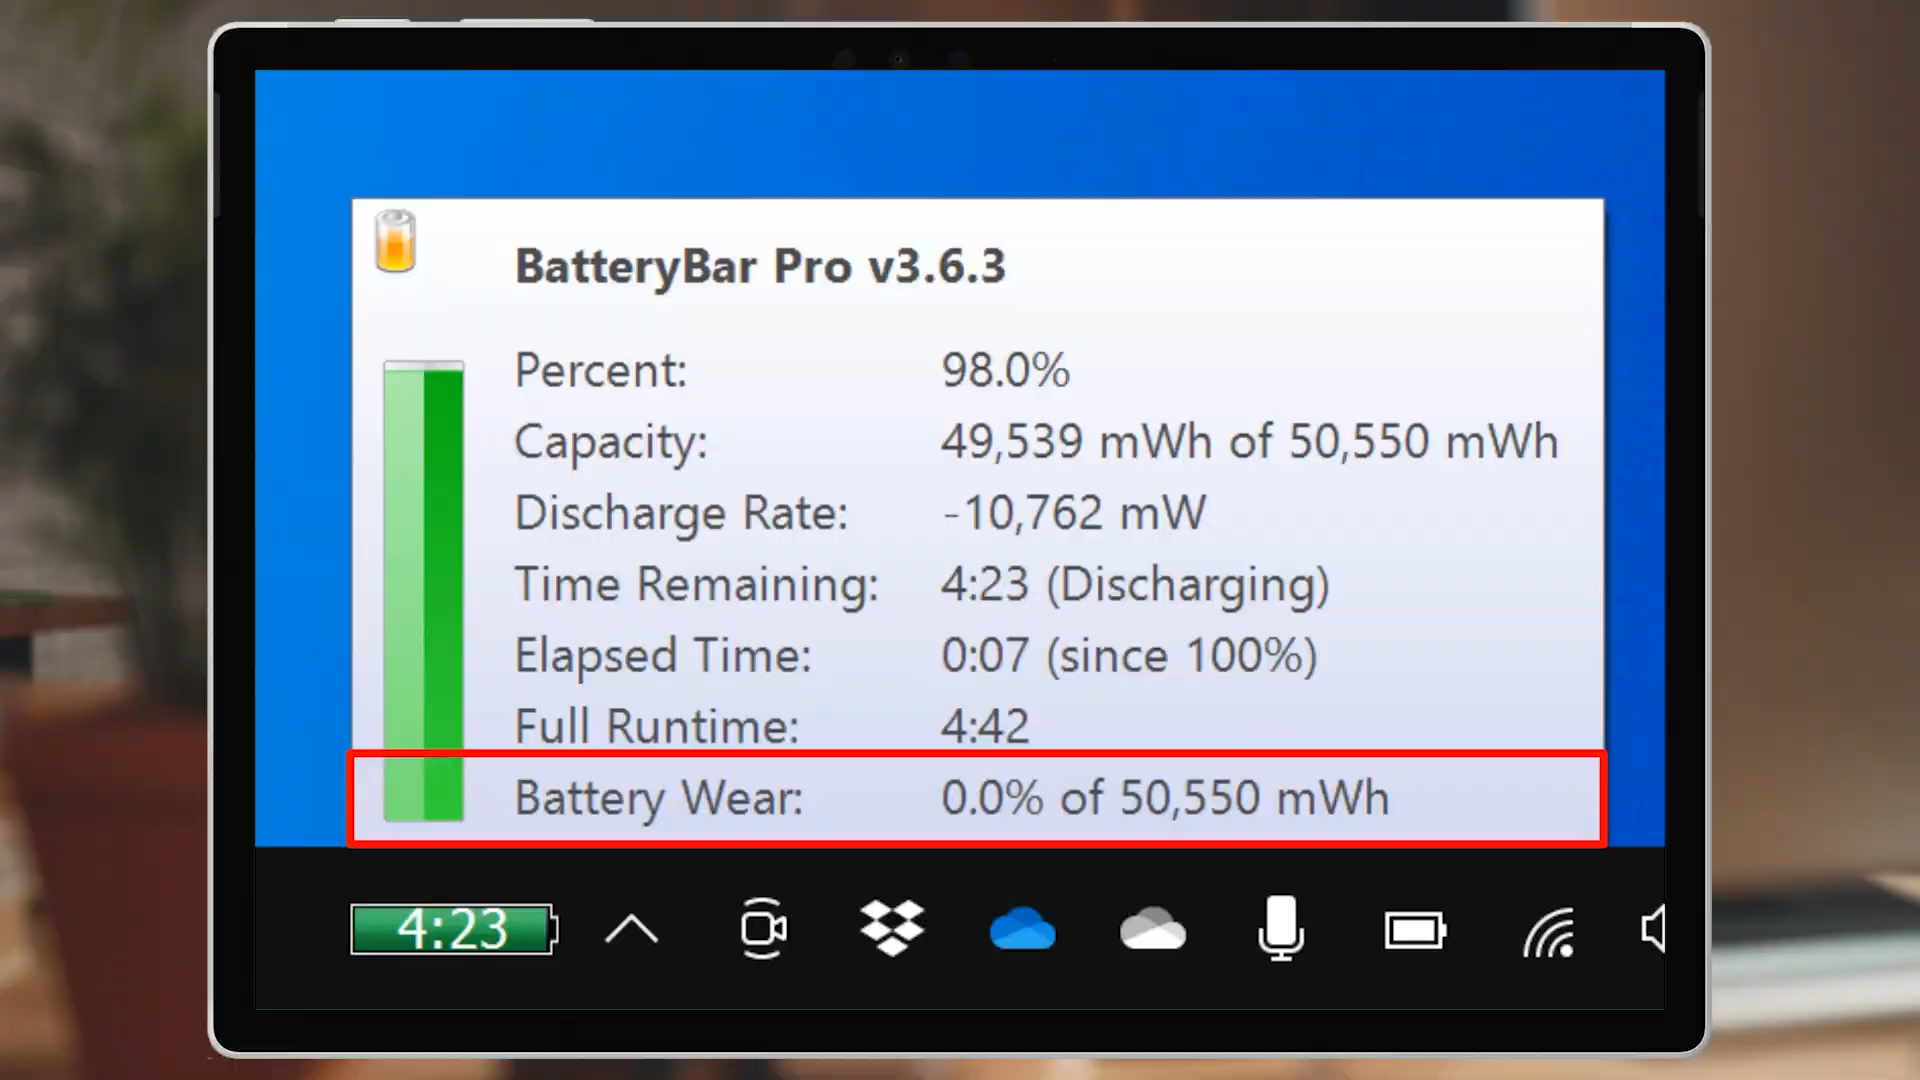 BatteryBar Pro v3.6.3
Percent: 98.0%
Capacity: 49,539 mWh of 50,550 mWh
Discharge Rate: -10,762 mW
Time Remaining: 4:23 (Discharging)
Elapsed Time: 0:07 (since 100%)
Full Runtime: 4:42
Battery Wear: 0.0% of 50,550 mWh
4:23